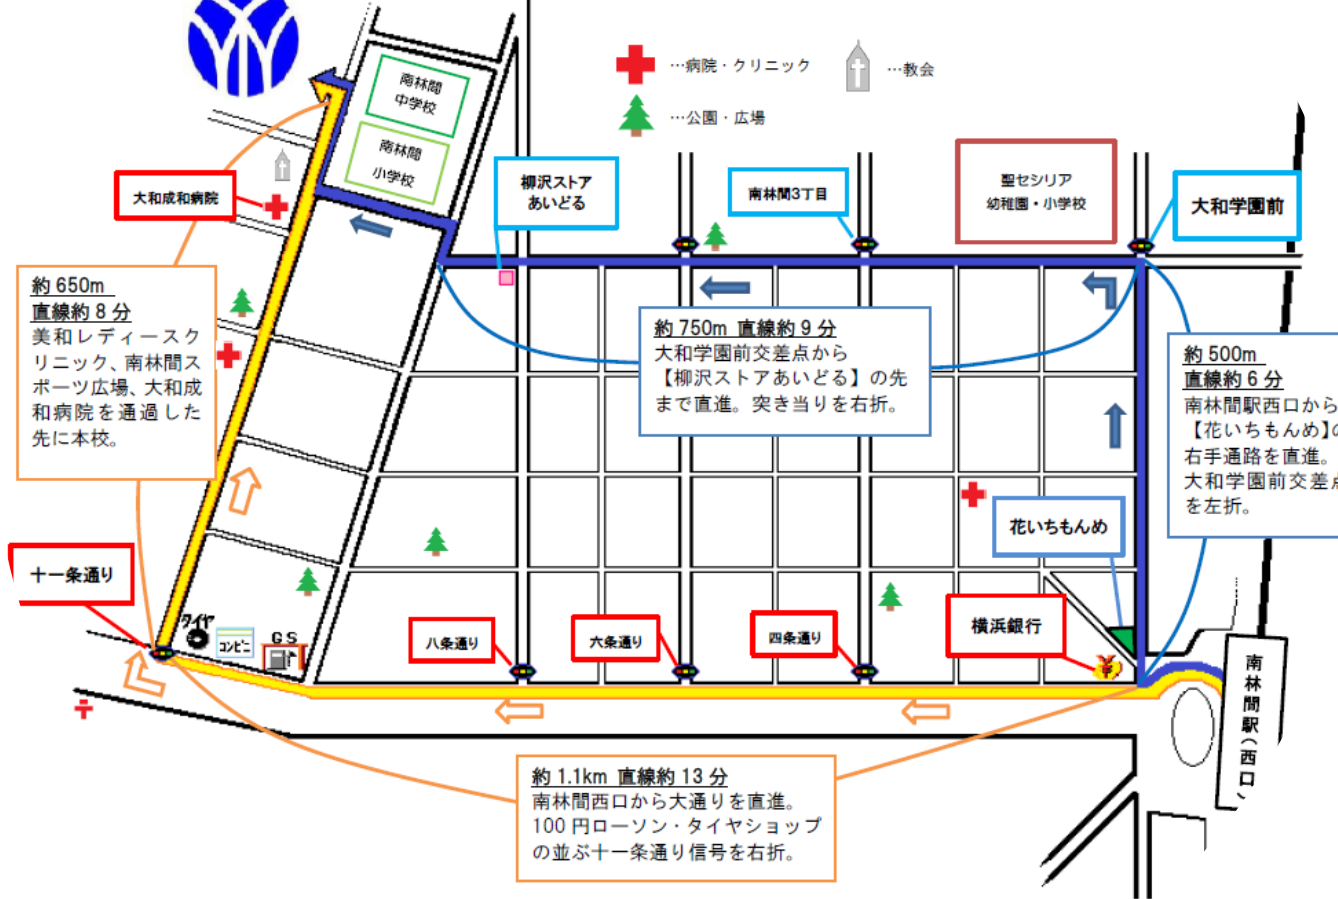 …病院・クリニック
…教会
…公園・広場
南林間
中学校
南林間
小学校
大和成和病院
柳沢ストア
あいどる
南林間3丁目
聖セシリア
幼稚園・小学校
大和学園前
約 650m
直線約 8 分
美和レディースク
リニック、南林間ス
ポーツ広場、大和成
和病院を通過した
先に本校。
約 750m 直線約 9 分
大和学園前交差点から
【柳沢ストアあいどる】の先
まで直進。突き当りを右折。
約 500m
直線約 6 分
南林間駅西口から
【花いちもんめ】の
右手通路を直進。
大和学園前交差点
を左折。
花いちもんめ
十一条通り
タイヤ
コンビニ
GS
八条通り
六条通り
四条通り
横浜銀行
南林間駅（西口）
約 1.1km 直線約 13 分
南林間西口から大通りを直進。
100 円ローソン・タイヤショップ
の並ぶ十一条通り信号を右折。